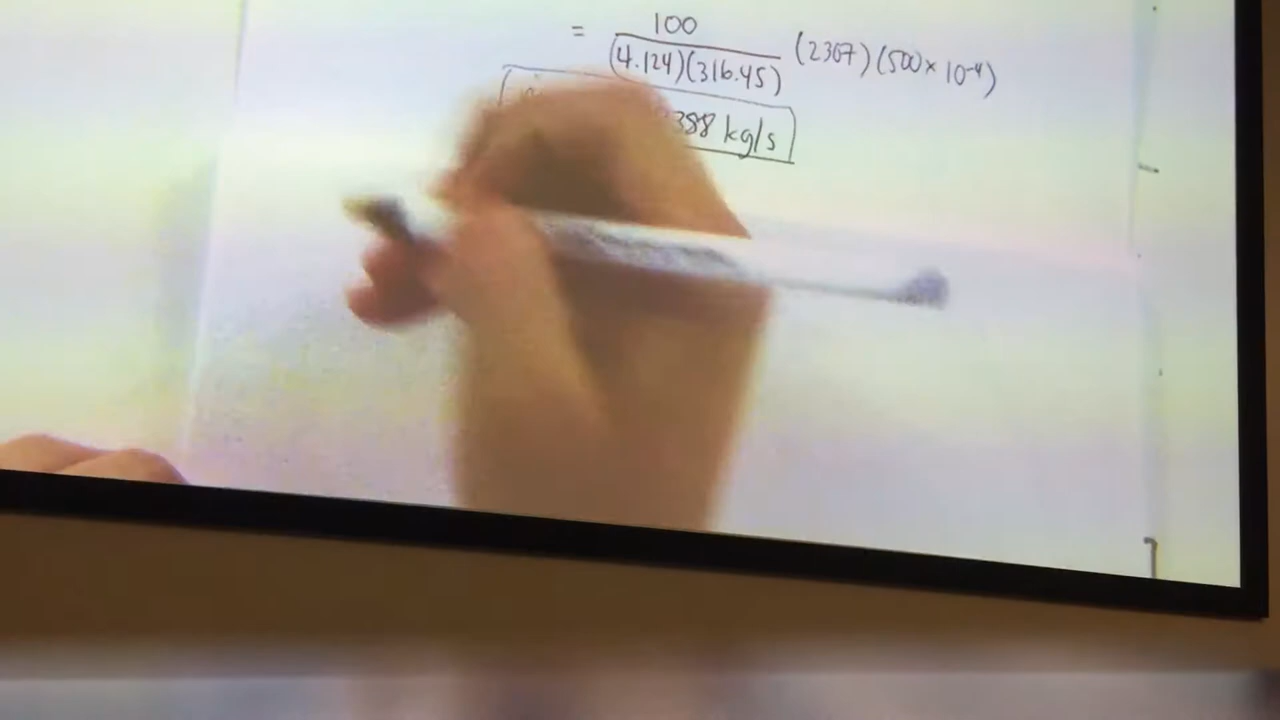 = 100 / (4.124)(316.45) (2307)(500 × 10⁻⁴)
388 kg/s